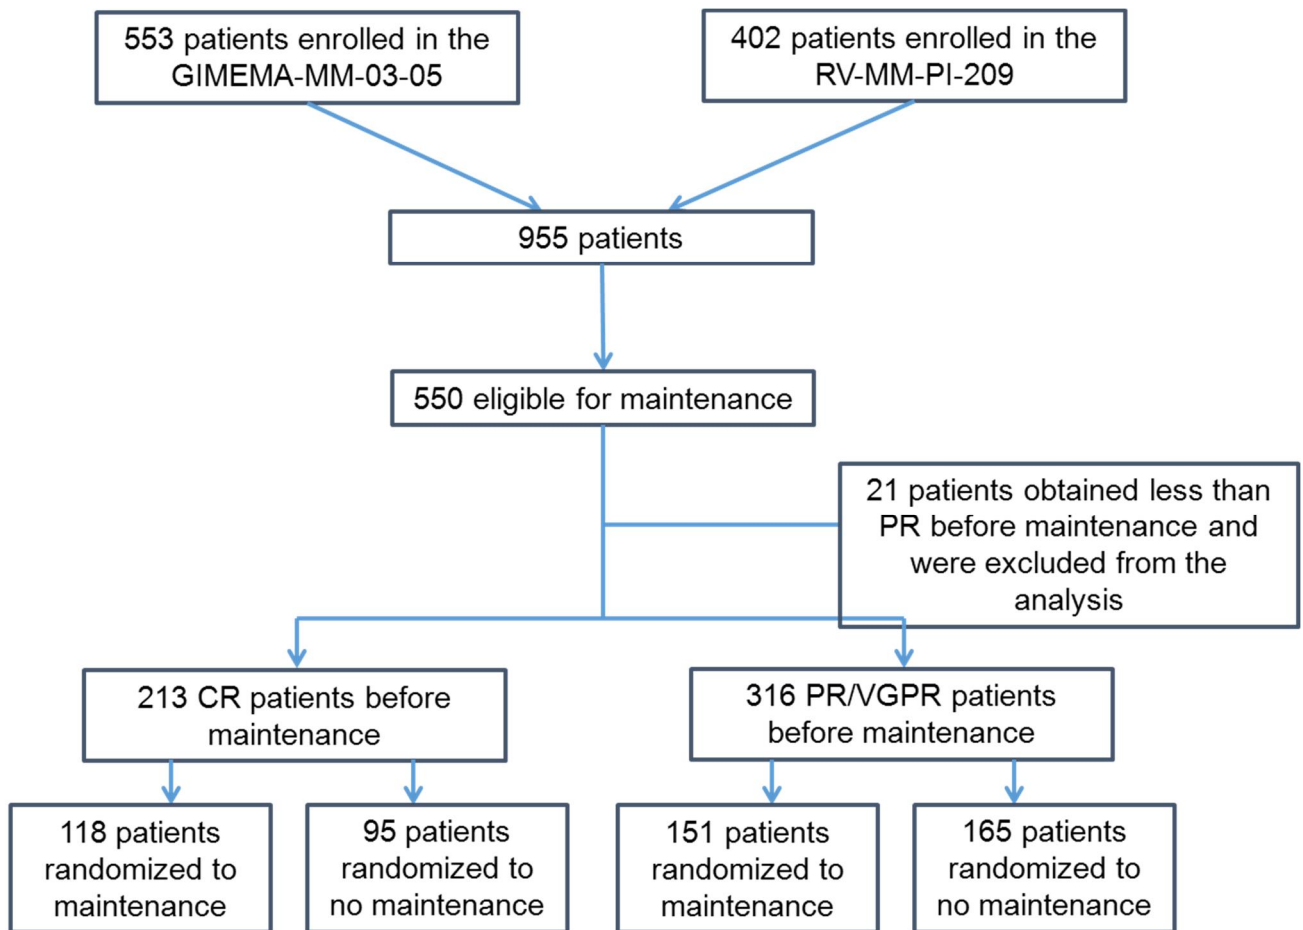 553 patients enrolled in the
GIMEMA-MM-03-05
402 patients enrolled in the
RV-MM-PI-209
955 patients
550 eligible for maintenance
21 patients obtained less than
PR before maintenance and
were excluded from the
analysis
213 CR patients before
maintenance
316 PR/VGPR patients
before maintenance
118 patients
randomized to
maintenance
95 patients
randomized to
no maintenance
151 patients
randomized to
maintenance
165 patients
randomized to
no maintenance